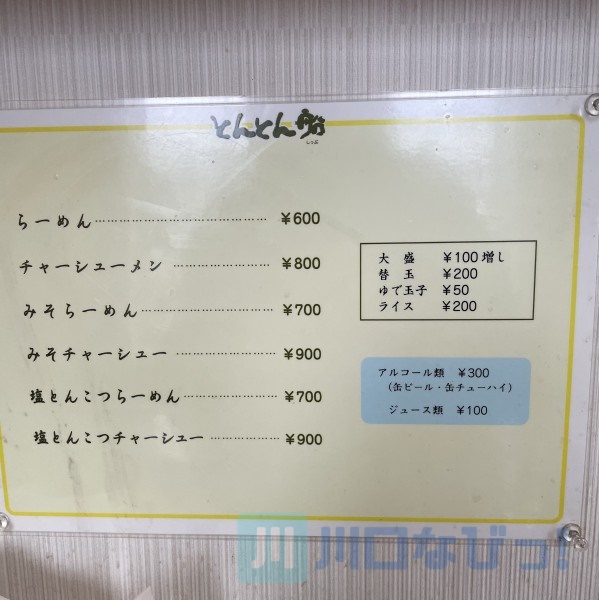 とんとん
らーめん………………………………… ¥600
チャーシューメン ………………………… ¥800
みそらーめん……………………………… ¥700
みそチャーシュー ………………………… ¥900
塩とんこつらーめん……………………… ¥700
塩とんこつチャーシュー ………………… ¥900
大 盛 ¥100増し
替 玉 ¥200
ゆで玉子 ¥50
ライス ¥200
アルコール類 ¥300
(缶ビール・缶チューハイ)
ジュース類 ¥100
川 川口なびっ!